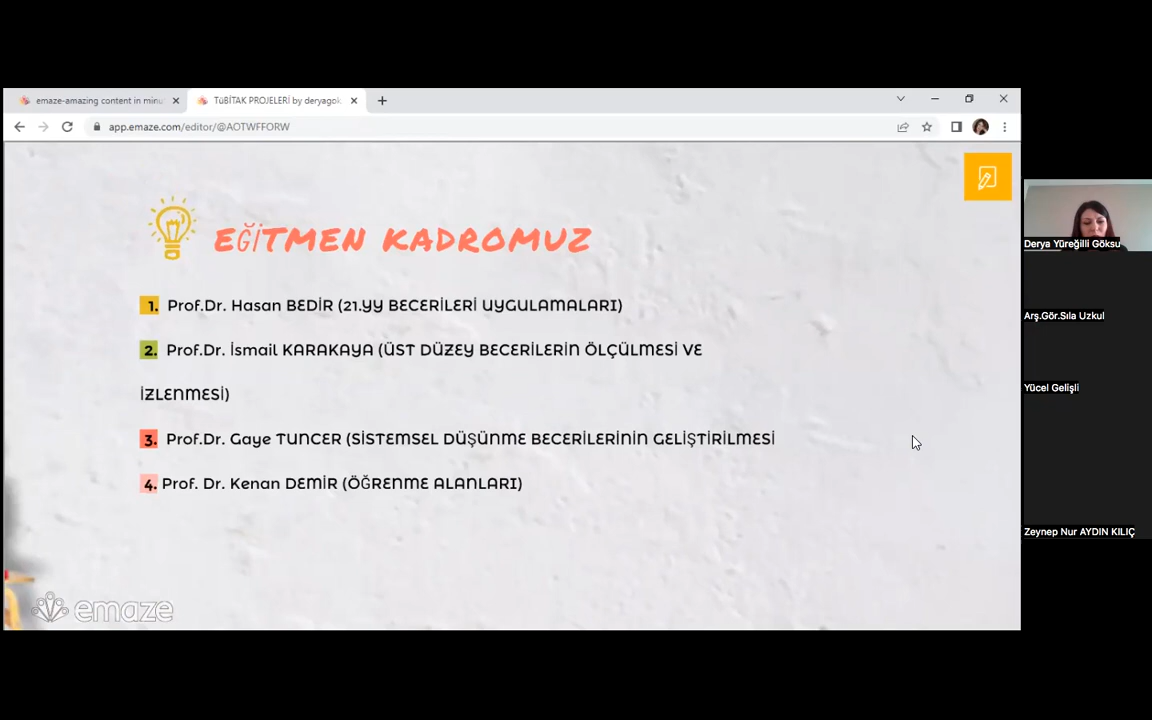 emaze-amazing content in minu
TüBİTAK PROJELERİ by deryagok
app.emaze.com/editor/@AOTWFFORW
EĞİTMEN KADROMUZ
1. Prof.Dr. Hasan BEDİR (21.yy BECERİLERİ UYGULAMALARI)
2. Prof.Dr. İsmail KARAKAYA (ÜST DÜZEY BECERİLERİN ÖLÇÜLMESİ VE
İZLENMESİ)
3. Prof.Dr. Gaye TUNCER (SİSTEMSEL DÜŞÜNME BECERİLERİNİN GELİŞTİRİLMESİ
4. Prof. Dr. Kenan DEMİR (ÖĞRENME ALANLARI)
emaze
Derya Yüreğilli Göksu
Arş.Gör.Sıla Uzkul
Yücel Gelişli
Zeynep Nur AYDIN KILIÇ